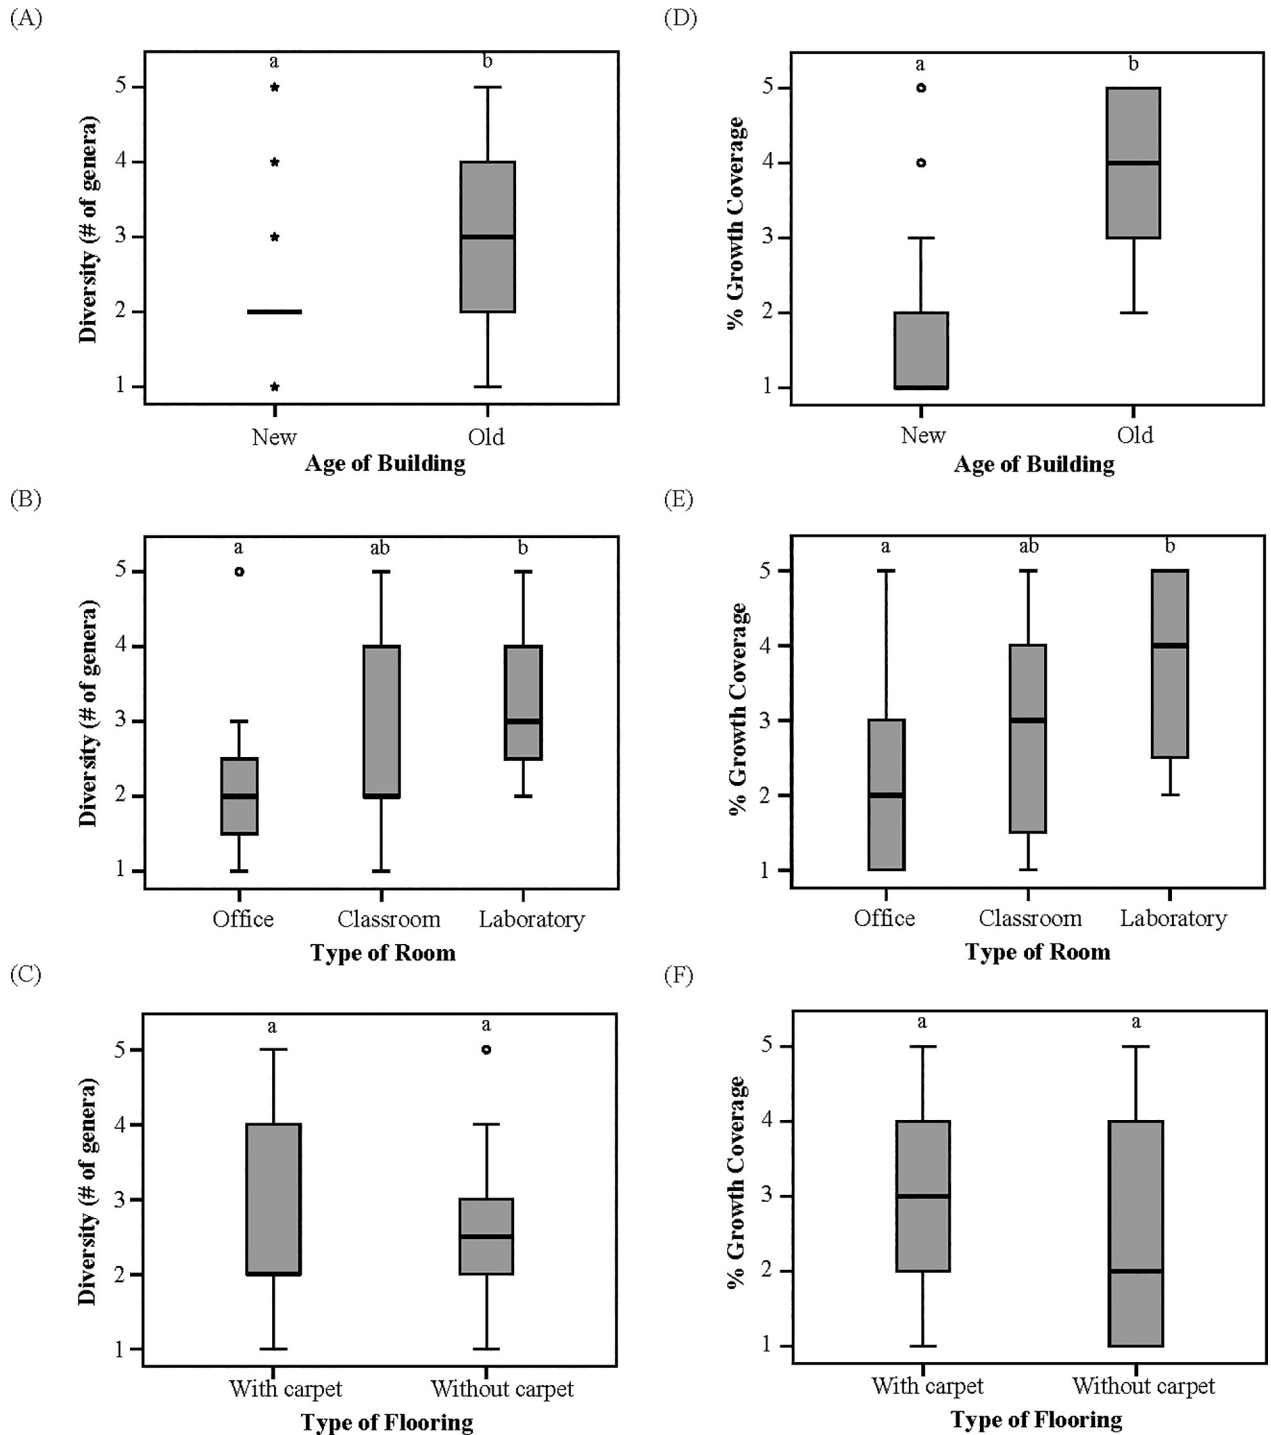 (A)
a
b
5
4
3
2
1
Diversity (# of genera)
New
Old
Age of Building
(D)
a
b
5
4
3
2
1
% Growth Coverage
New
Old
Age of Building
(B)
a
ab
b
5
4
3
2
1
Diversity (# of genera)
Office
Classroom
Laboratory
Type of Room
(E)
a
ab
b
5
4
3
2
1
% Growth Coverage
Office
Classroom
Laboratory
Type of Room
(C)
a
a
5
4
3
2
1
Diversity (# of genera)
With carpet
Without carpet
Type of Flooring
(F)
a
a
5
4
3
2
1
% Growth Coverage
With carpet
Without carpet
Type of Flooring